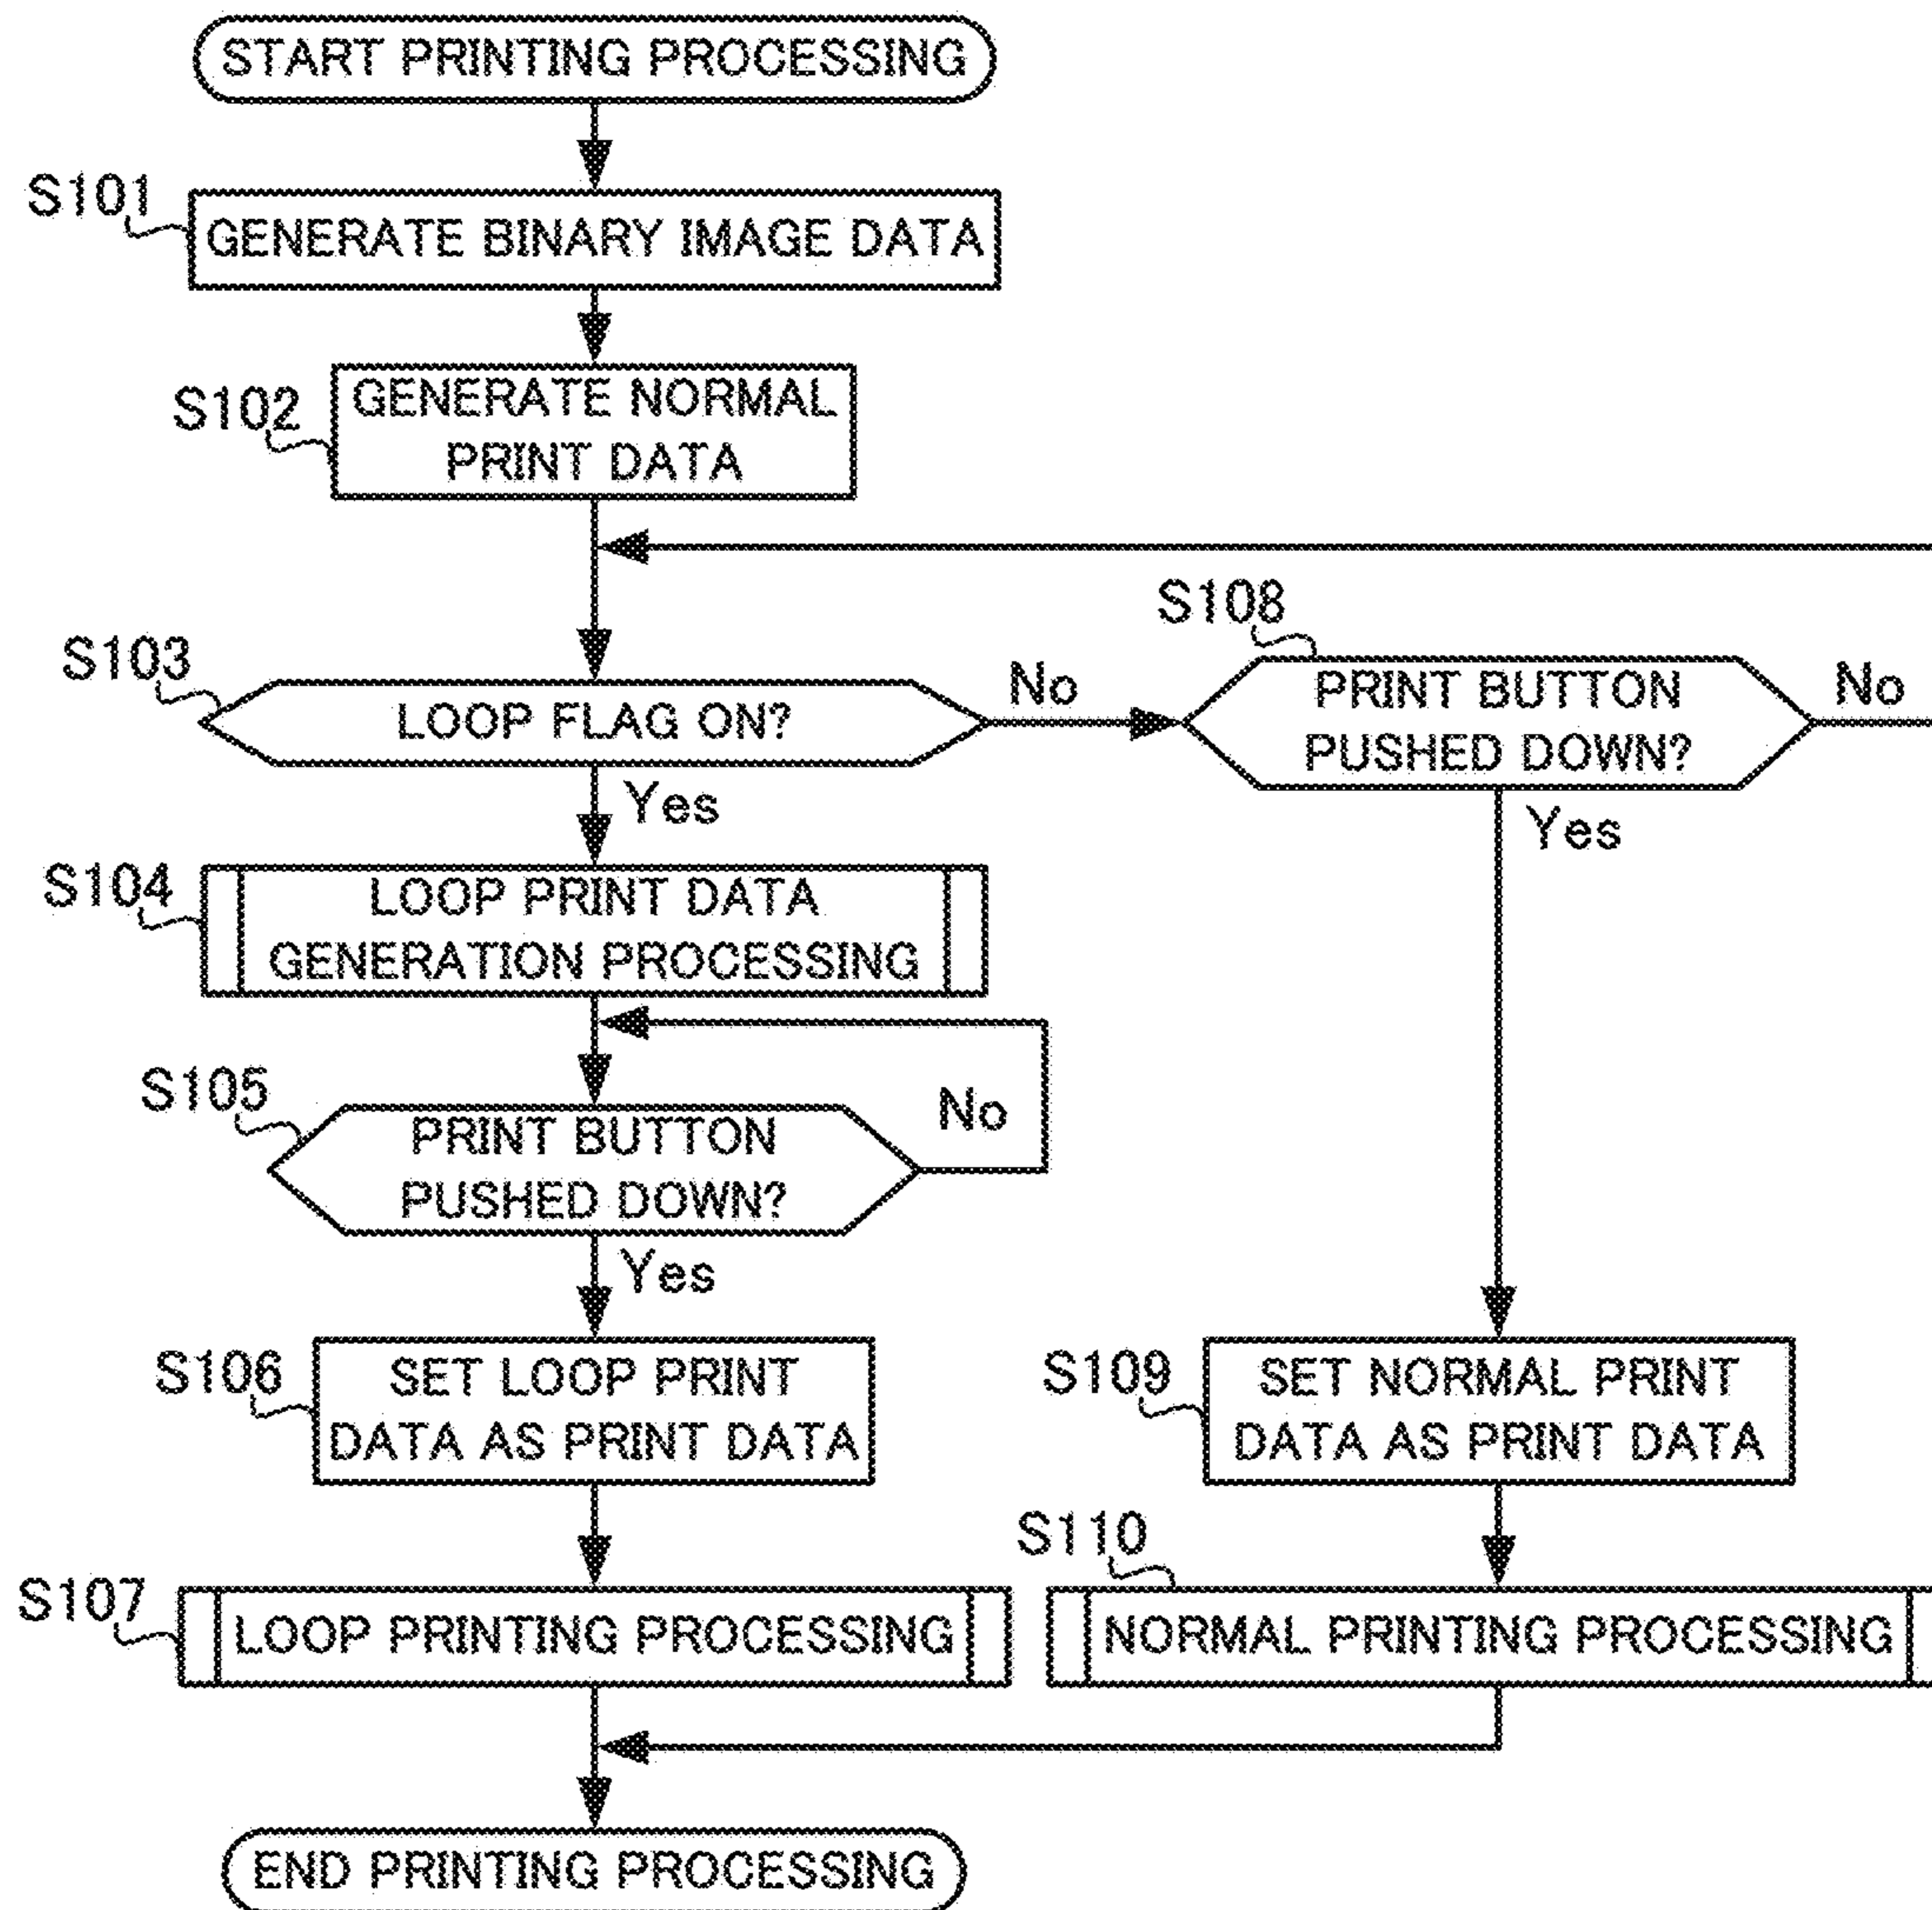 START PRINTING PROCESSING
S101
GENERATE BINARY IMAGE DATA
S102
GENERATE NORMAL
PRINT DATA
S103
LOOP FLAG ON?
No
Yes
S108
PRINT BUTTON
PUSHED DOWN?
No
Yes
S104
LOOP PRINT DATA
GENERATION PROCESSING
S105
PRINT BUTTON
PUSHED DOWN?
No
Yes
S106
SET LOOP PRINT
DATA AS PRINT DATA
S109
SET NORMAL PRINT
DATA AS PRINT DATA
S107
LOOP PRINTING PROCESSING
S110
NORMAL PRINTING PROCESSING
END PRINTING PROCESSING